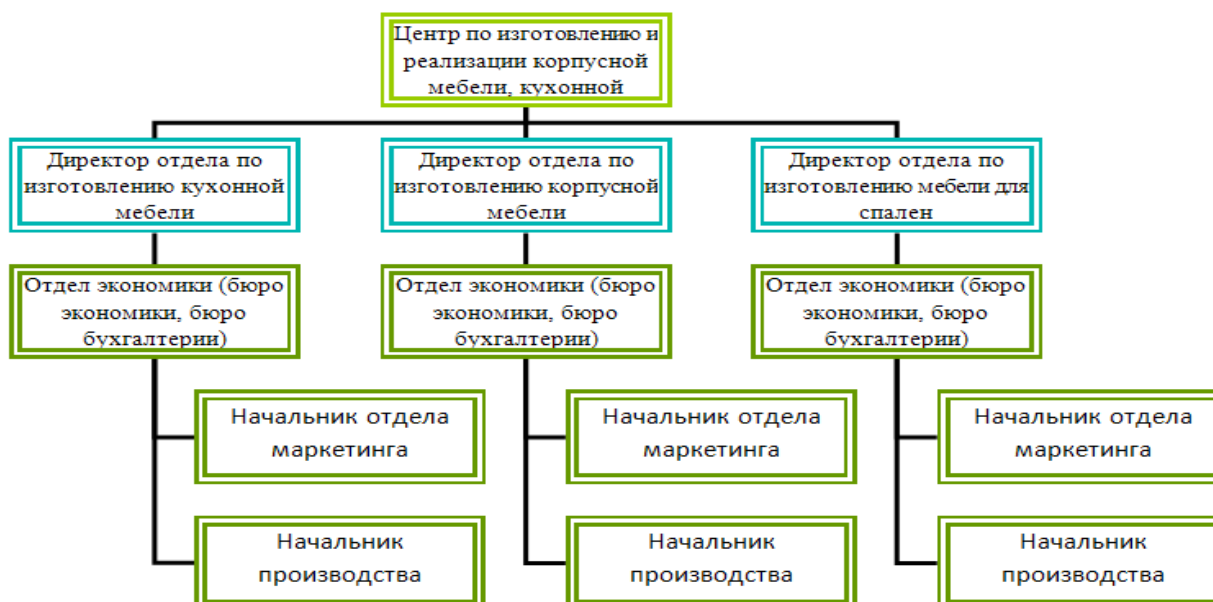 Центр по изготовлению и
реализации корпусной
мебели, кухонной
Директор отдела по
изготовлению кухонной
мебели
Директор отдела по
изготовлению корпусной
мебели
Директор отдела по
изготовлению мебели для
спален
Отдел экономики (бюро
экономики, бюро
бухгалтерии)
Отдел экономики (бюро
экономики, бюро
бухгалтерии)
Отдел экономики (бюро
экономики, бюро
бухгалтерии)
Начальник отдела
маркетинга
Начальник отдела
маркетинга
Начальник отдела
маркетинга
Начальник
производства
Начальник
производства
Начальник
производства